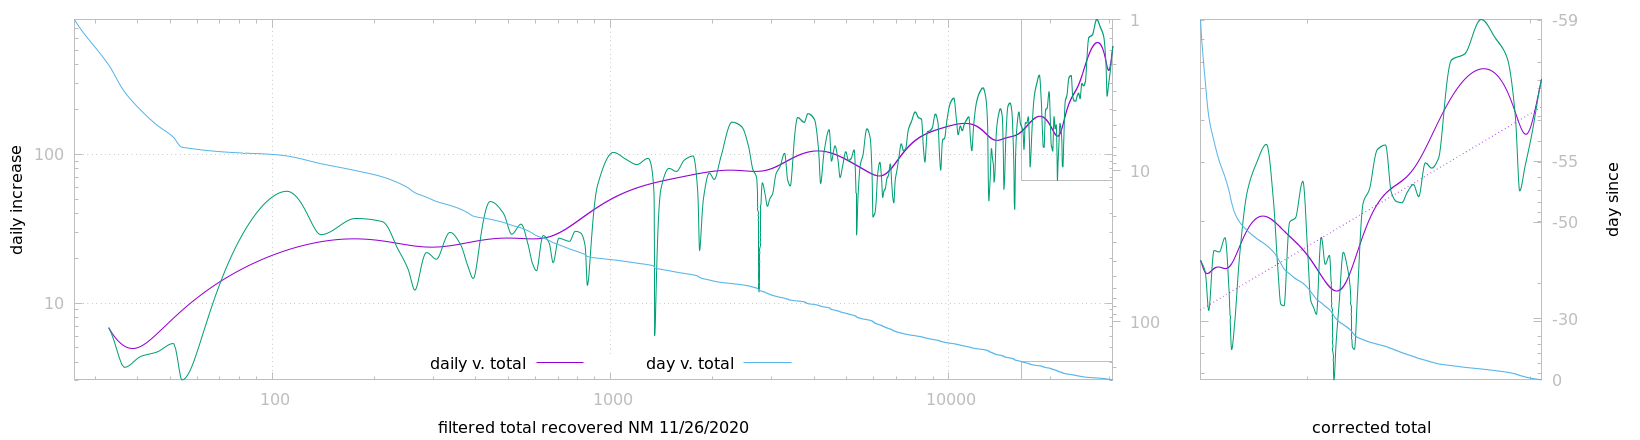 daily increase
100
10
daily v. total
day v. total
100
1000
10000
filtered total recovered NM 11/26/2020
1
10
100
-59
-55
-50
-30
0
day since
corrected total